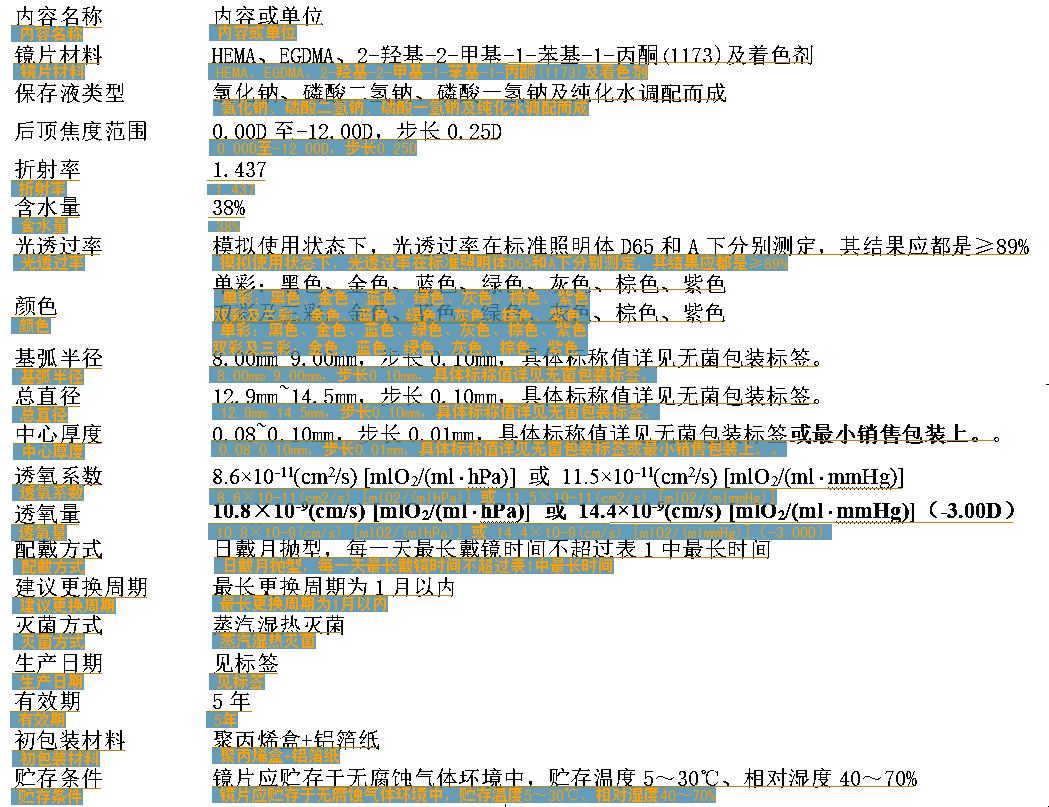 内容名称 内容或单位
内容名称 内容或单位
镜片材料 HEMA、EGDMA、2-羟基-2-甲基-1-苯基-1-丙酮(1173)及着色剂
镜片材料 HEMA、EGDMA、2-羟基-2-甲基-1-苯基-1-丙酮(1173)及着色剂
保存液类型 氯化钠、磷酸二氢钠、磷酸一氢钠及纯化水调配而成
氯化钠、磷酸二氢钠、磷酸一氢钠及纯化水调配而成
后顶焦度范围 0.00D 至-12.00D，步长 0.25D
0.00D至-12.00D，步长0.25D
折射率 1.437
折射率 1.437
含水量 38%
含水量 38%
光透过率 模拟使用状态下，光透过率在标准照明体 D65 和 A 下分别测定，其结果应都是≥89%
光透过率 模拟使用状态下，光透过率在标准照明体D65和A下分别测定，其结果应都是≥89%
单彩：黑色、金色、蓝色、绿色、灰色、棕色、紫色
单彩：黑色、金色、蓝色、绿色、灰色、棕色、紫色
颜色 双彩及三彩：金色、蓝色、绿色、灰色、棕色、紫色
双彩及三彩：金色、蓝色、绿色、灰色、棕色、紫色
颜色 单彩：黑色、金色、蓝色、绿色、灰色、棕色、紫色
双彩及三彩：金色、蓝色、绿色、灰色、棕色、紫色
基弧半径 8.00mm~9.00mm，步长 0.10mm，具体标称值详见无菌包装标签。
基弧半径 8.00mm~9.00mm，步长0.10mm，具体标称值详见无菌包装标签。
总直径 12.9mm~14.5mm，步长 0.10mm，具体标称值详见无菌包装标签。
总直径 12.9mm~14.5mm，步长0.10mm，具体标称值详见无菌包装标签。
中心厚度 0.08~0.10mm，步长 0.01mm，具体标称值详见无菌包装标签或最小销售包装上。。
中心厚度 0.08~0.10mm，步长0.01mm，具体标称值详见无菌包装标签或最小销售包装上。。
透氧系数 8.6×10⁻¹¹(cm²/s) [mlO₂/(ml·hPa)] 或 11.5×10⁻¹¹(cm²/s) [mlO₂/(ml·mmHg)]
透氧系数 8.6×10-11(cm2/s) [mlO2/(mlhPa)] 或 11.5×10-11(cm2/s) [mlO2/(mlmmHg)]
透氧量 10.8×10⁻⁹(cm/s) [mlO₂/(ml·hPa)] 或 14.4×10⁻⁹(cm/s) [mlO₂/(ml·mmHg)]（-3.00D）
透氧量 10.8×10-9(cm/s) [mlO2/(mlhPa)] 或 14.4×10-9(cm/s) [mlO2/(mlmmHg)]（-3.00D）
配戴方式 日戴月抛型，每一天最长戴镜时间不超过表 1 中最长时间
配戴方式 日戴月抛型，每一天最长戴镜时间不超过表1中最长时间
建议更换周期 最长更换周期为 1 月以内
建议更换周期 最长更换周期为1月以内
灭菌方式 蒸汽湿热灭菌
灭菌方式 蒸汽湿热灭菌
生产日期 见标签
生产日期 见标签
有效期 5 年
有效期 5年
初包装材料 聚丙烯盒+铝箔纸
初包装材料 聚丙烯盒+铝箔纸
贮存条件 镜片应贮存于无腐蚀气体环境中，贮存温度 5～30℃、相对湿度 40～70%
贮存条件 镜片应贮存于无腐蚀气体环境中，贮存温度5～30℃、相对湿度40～70%